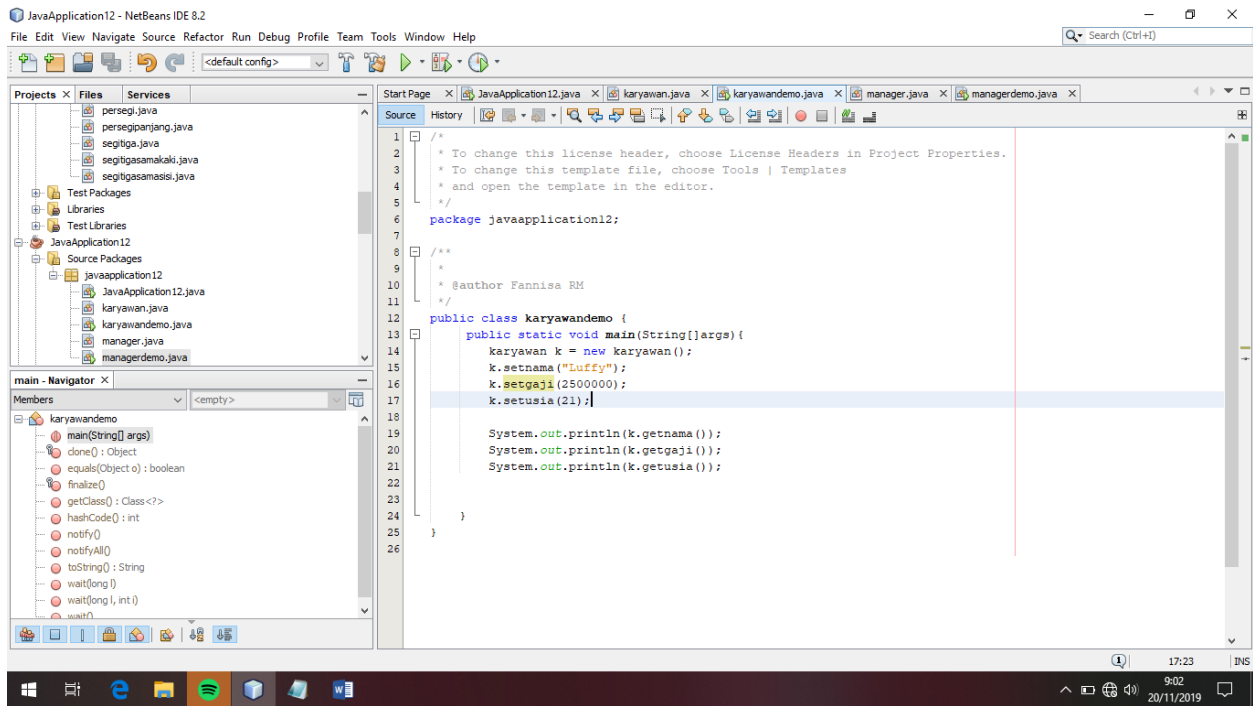 JavaApplication12 - NetBeans IDE 8.2
File Edit View Navigate Source Refactor Run Debug Profile Team Tools Window Help
Search (Ctrl+I)
<default config>
Projects Files Services
persegi.java
persegipanjang.java
segitiga.java
segitigasamakaki.java
segitigasamasisi.java
Test Packages
Libraries
Test Libraries
JavaApplication12
Source Packages
javaapplication12
JavaApplication12.java
karyawan.java
karyawandemo.java
manager.java
managerdemo.java
main - Navigator
Members <empty>
karyawandemo
main(String[] args)
clone() : Object
equals(Object o) : boolean
finalize()
getClass() : Class<?>
hashCode() : int
notify()
notifyAll()
toString() : String
wait(long l)
wait(long l, int i)
wait()
Start Page JavaApplication12.java karyawan.java karyawandemo.java manager.java managerdemo.java
Source History
1 /*
2 * To change this license header, choose License Headers in Project Properties.
3 * To change this template file, choose Tools | Templates
4 * and open the template in the editor.
5 */
6 package javaapplication12;
7
8 /**
9 *
10 * @author Fannisa RM
11 */
12 public class karyawandemo {
13 public static void main(String[]args){
14 karyawan k = new karyawan();
15 k.setnama("Luffy");
16 k.setgaji(2500000);
17 k.setusia(21);
18
19 System.out.println(k.getnama());
20 System.out.println(k.getgaji());
21 System.out.println(k.getusia());
22
23
24 }
25 }
26
1 17:23 INS
9:02
20/11/2019